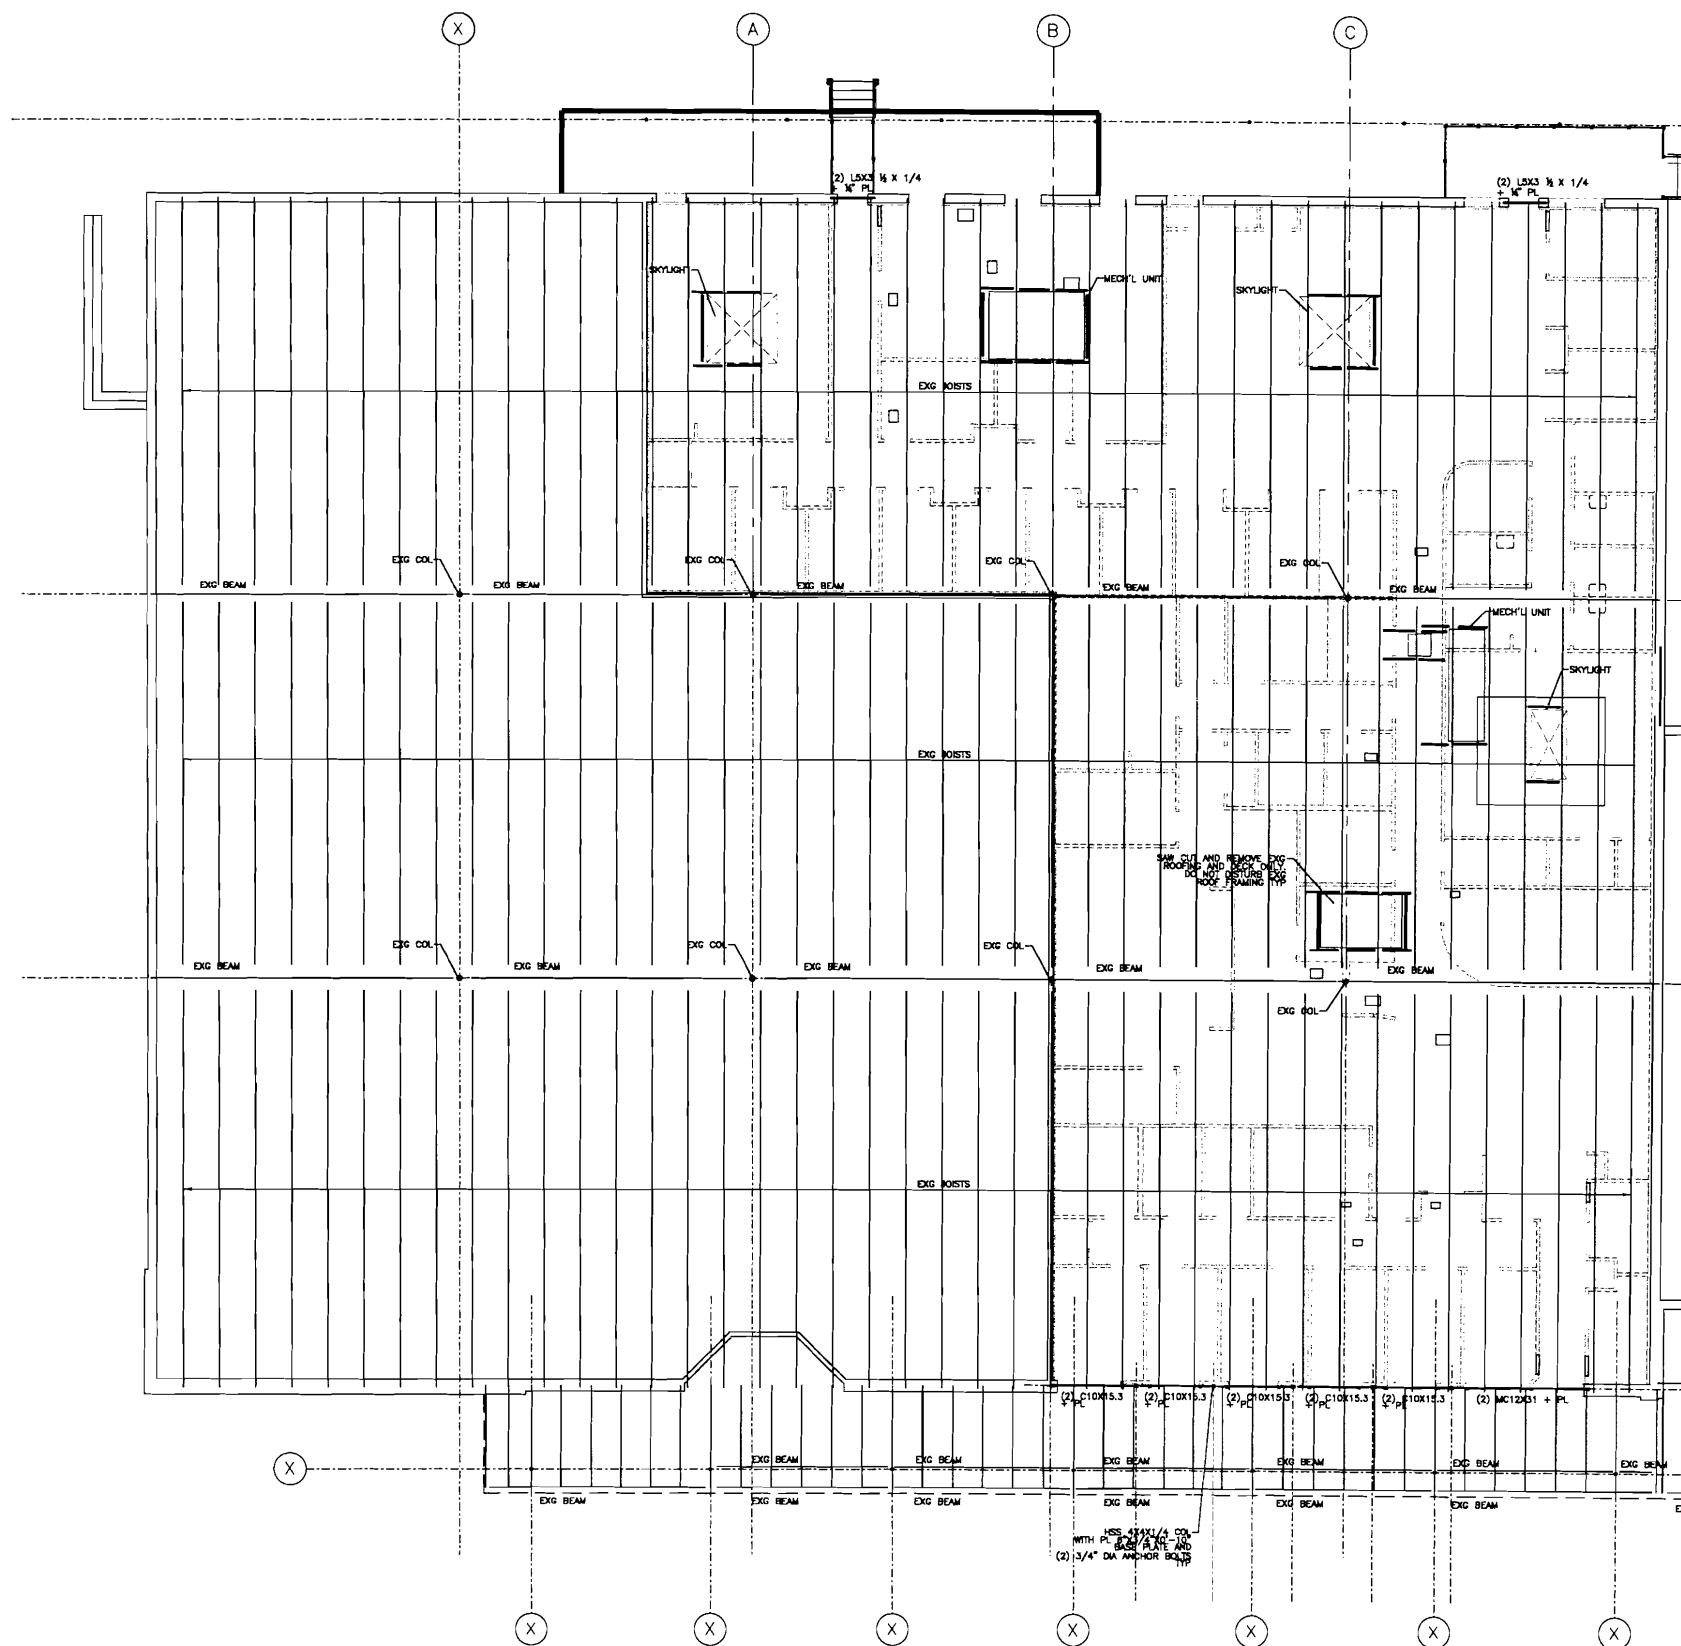 X
A
B
C
(2) L5X3 ½ X 1/4
+ ¼" PL
(2) L5X3 ½ X 1/4
+ ¼" PL
SKYLIGHT
MECH'L UNIT
SKYLIGHT
EXG JOISTS
EXG COL
EXG COL
EXG COL
EXG COL
EXG BEAM
EXG BEAM
EXG BEAM
EXG BEAM
EXG BEAM
MECH'L UNIT
SKYLIGHT
EXG JOISTS
SAW CUT AND REMOVE EXG
ROOFING AND DECK ONLY.
DO NOT DISTURB EXG
ROOF FRAMING TYP
EXG COL
EXG COL
EXG COL
EXG BEAM
EXG BEAM
EXG BEAM
EXG BEAM
EXG BEAM
EXG COL
EXG JOISTS
(2) C10X15.3
+ PL
(2) C10X15.3
+ PL
(2) C10X15.3
+ PL
(2) C10X15.3
+ PL
(2) C10X15.3
+ PL
(2) MC12X31 + PL
X
EXG BEAM
EXG BEAM
EXG BEAM
EXG BEAM
EXG BEAM
EXG BEAM
EXG BEAM
EXG BEAM
EXG BEAM
EXG BEAM
EXG BEAM
EXG BEAM
HSS 4X4X1/4 COL
WITH PL 8"X3/4"X0'-10"
BASE PLATE AND
(2) 3/4" DIA ANCHOR BOLTS
TYP
X
X
X
X
X
X
X